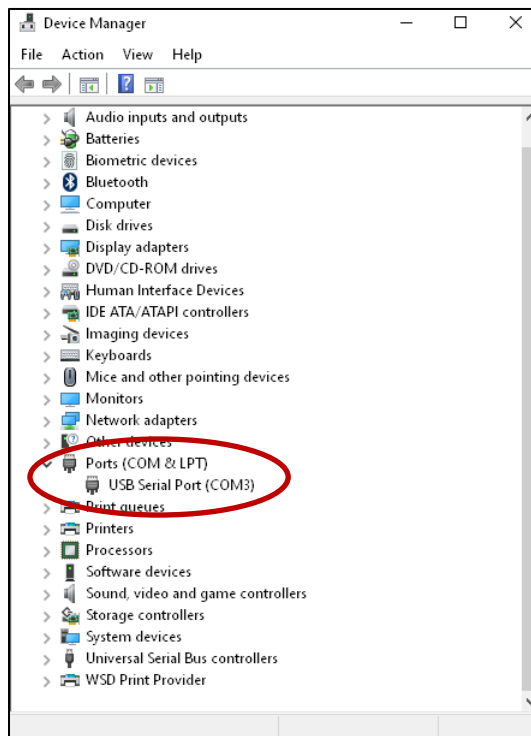 Device Manager
File Action View Help
Audio inputs and outputs
Batteries
Biometric devices
Bluetooth
Computer
Disk drives
Display adapters
DVD/CD-ROM drives
Human Interface Devices
IDE ATA/ATAPI controllers
Imaging devices
Keyboards
Mice and other pointing devices
Monitors
Network adapters
Other devices
Ports (COM & LPT)
USB Serial Port (COM3)
Print queues
Printers
Processors
Software devices
Sound, video and game controllers
Storage controllers
System devices
Universal Serial Bus controllers
WSD Print Provider